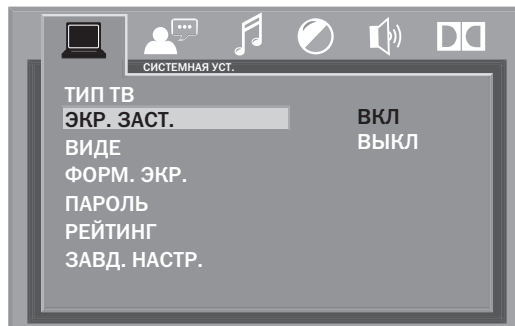 СИСТЕМНАЯ УСТ.
ТИП ТВ
ЭКР. ЗАСТ. ВКЛ
ВИДЕ ВЫКЛ
ФОРМ. ЭКР.
ПАРОЛЬ
РЕЙТИНГ
ЗАВД. НАСТР.